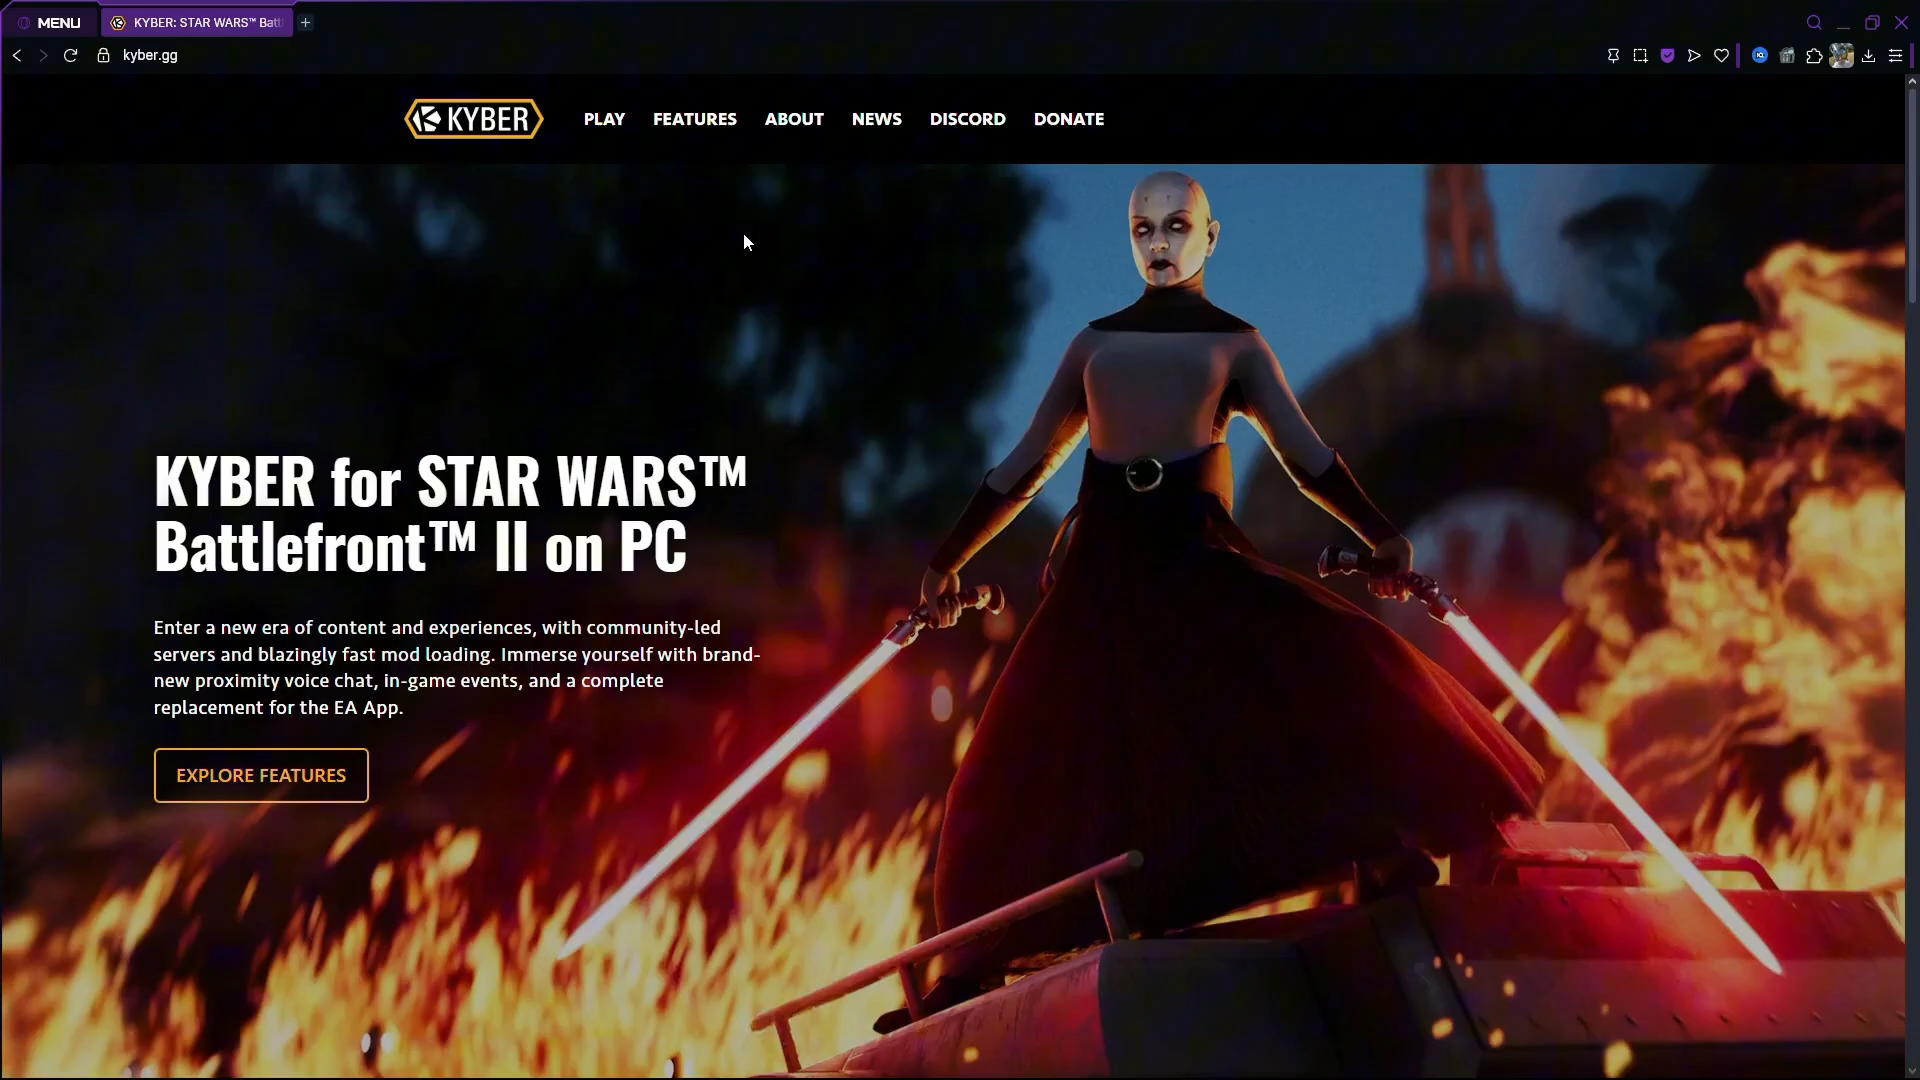 MENU
KYBER: STAR WARS™ Batt
kyber.gg
KYBER
PLAY
FEATURES
ABOUT
NEWS
DISCORD
DONATE
KYBER for STAR WARS™
Battlefront™ II on PC
Enter a new era of content and experiences, with community-led
servers and blazingly fast mod loading. Immerse yourself with brand-
new proximity voice chat, in-game events, and a complete
replacement for the EA App.
EXPLORE FEATURES